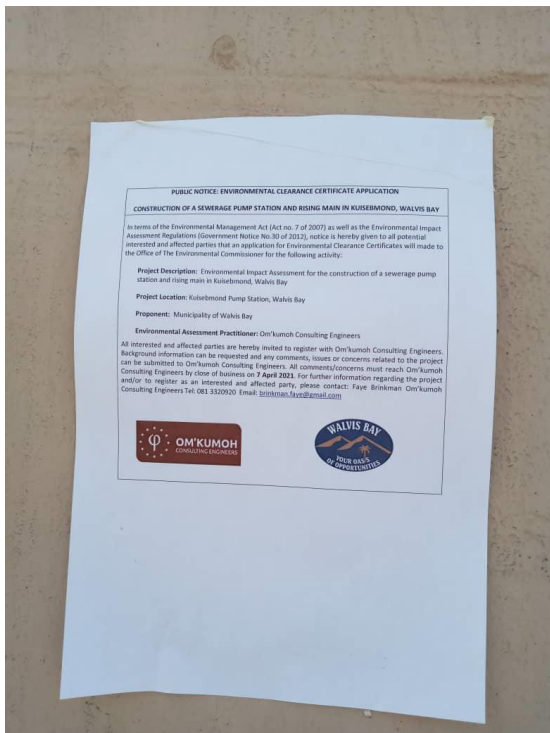 PUBLIC NOTICE: ENVIRONMENTAL CLEARANCE CERTIFICATE APPLICATION
CONSTRUCTION OF A SEWERAGE PUMP STATION AND RISING MAIN IN KUISEBMOND, WALVIS BAY
In terms of the Environmental Management Act (Act no. 7 of 2007) as well as the Environmental Impact
Assessment Regulations (Government Notice No.30 of 2012), notice is hereby given to all potential
interested and affected parties that an application for Environmental Clearance Certificates will made to
the Office of The Environmental Commissioner for the following activity:
Project Description: Environmental Impact Assessment for the construction of a sewerage pump
station and rising main in Kuisebmond, Walvis Bay
Project Location: Kuisebmond Pump Station, Walvis Bay
Proponent: Municipality of Walvis Bay
Environmental Assessment Practitioner: Om'kumoh Consulting Engineers
All interested and affected parties are hereby invited to register with Om'kumoh Consulting Engineers.
Background information can be requested and any comments, issues or concerns related to the project
can be submitted to Om'kumoh Consulting Engineers. All comments/concerns must reach Om'kumoh
Consulting Engineers by close of business on 7 April 2021. For further information regarding the project
and/or to register as an interested and affected party, please contact: Faye Brinkman Om'kumoh
Consulting Engineers Tel: 081 3320920 Email: brinkman.faye@gmail.com
OM'KUMOH
CONSULTING ENGINEERS
WALVIS BAY
YOUR OASIS
OF OPPORTUNITIES